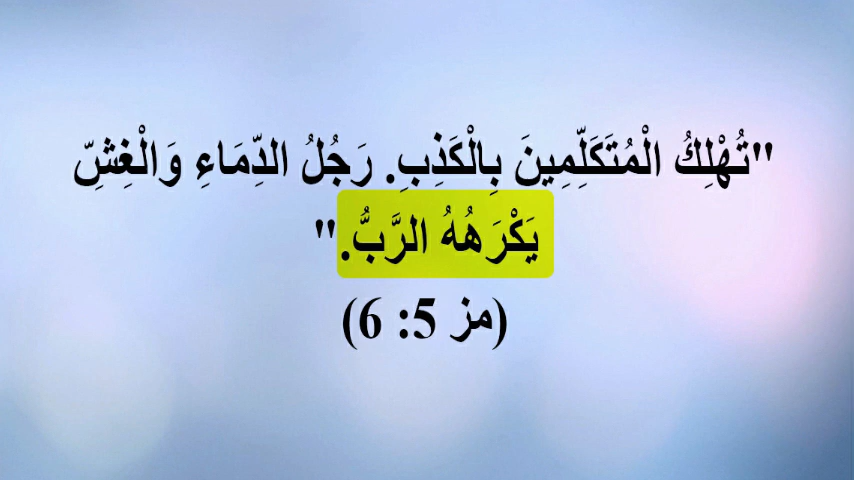 "تُهْلِكُ الْمُتَكَلِّمِينَ بِالْكَذِبِ. رَجُلُ الدِّمَاءِ وَالْغِشِّ
يَكْرَهُهُ الرَّبُّ."
(مز 5: 6)